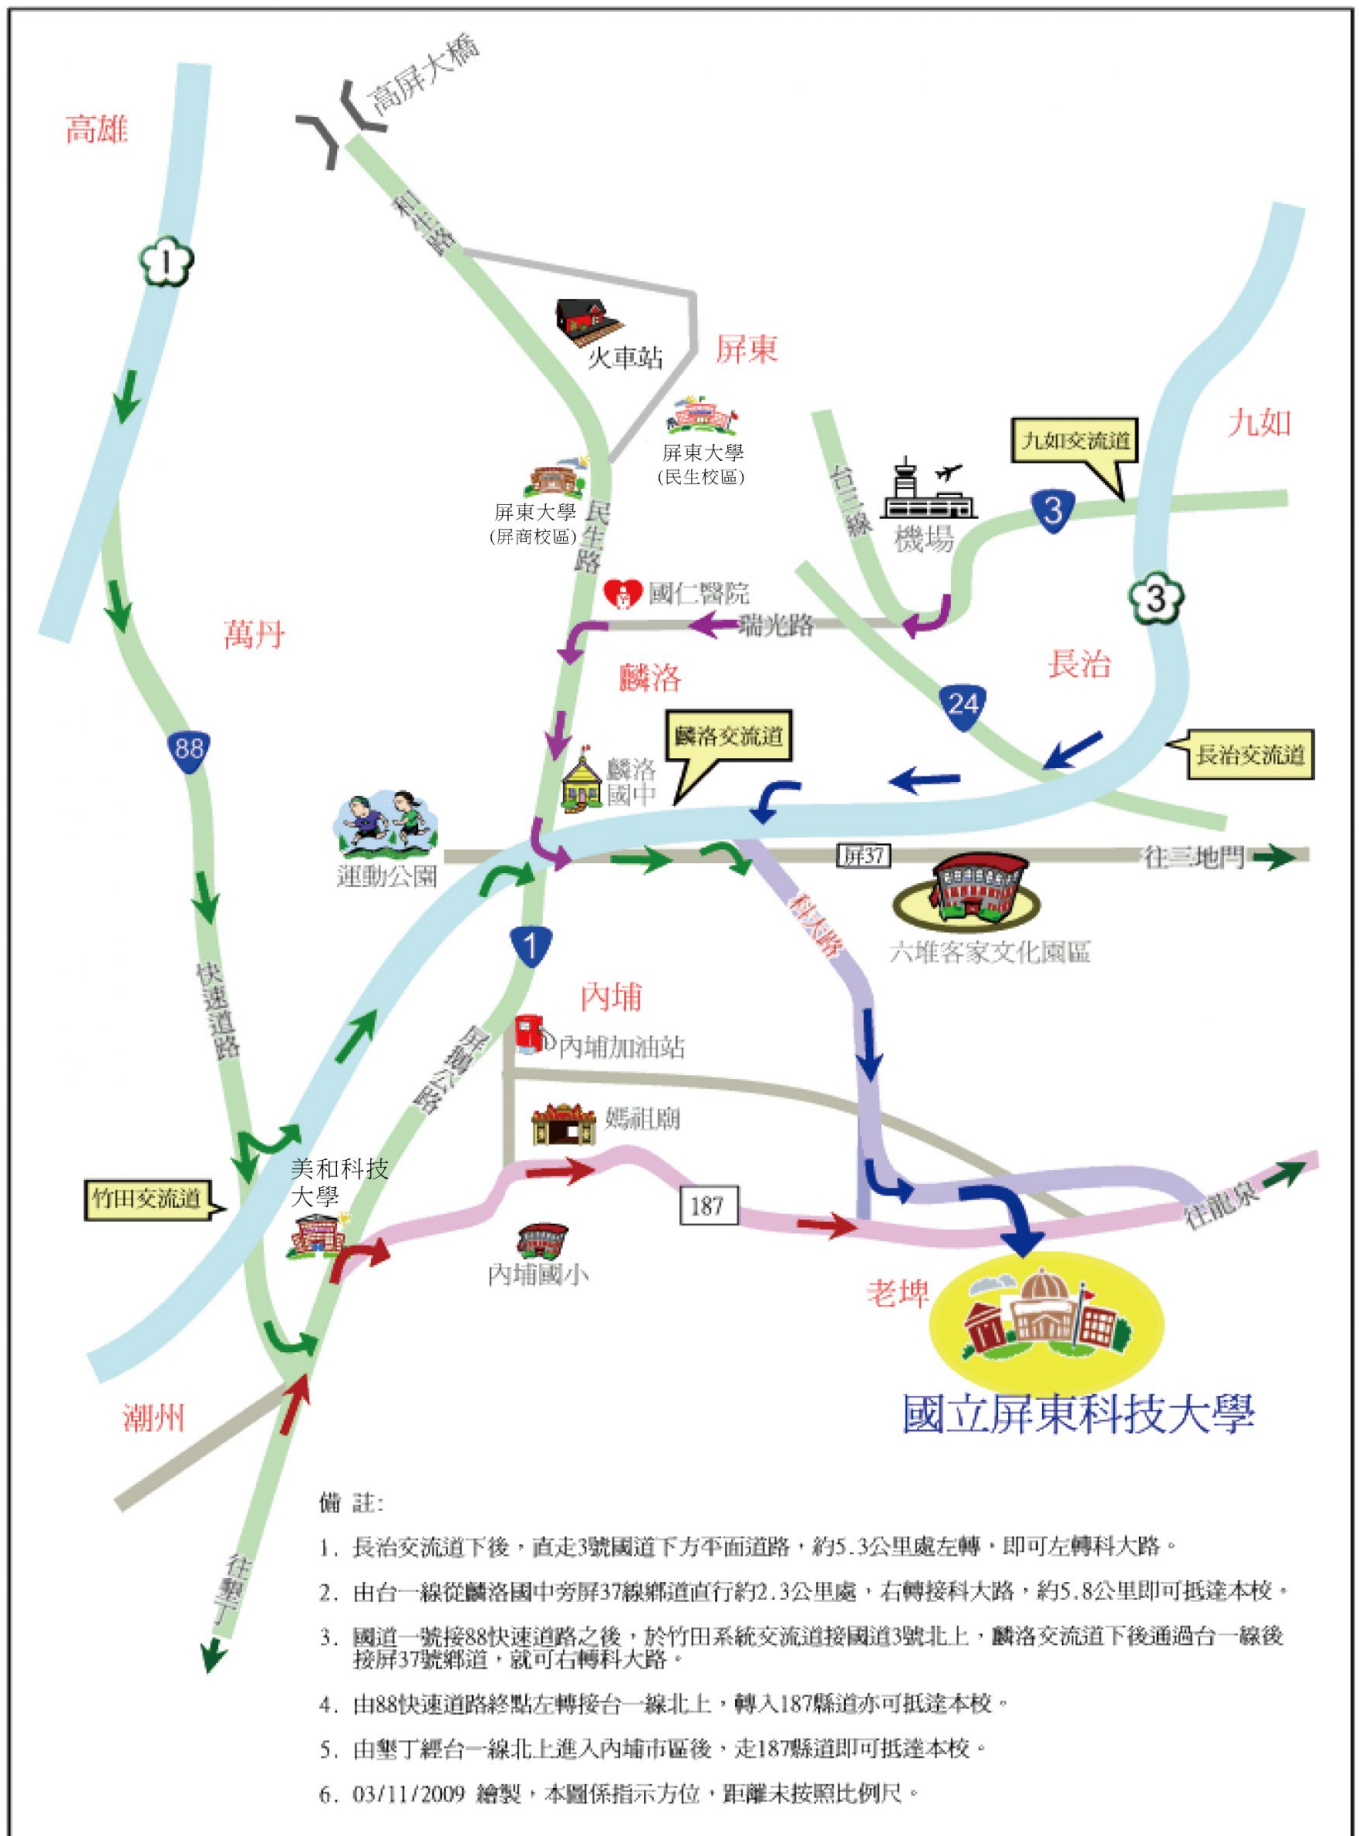 高屏大橋
高雄
1
和生路
火車站
屏東
九如
屏東大學
(民生校區)
九如交流道
屏東大學
(屏商校區)
民生路
台三線
機場
3
3
國仁醫院
瑞光路
萬丹
麟洛
長治
24
88
麟洛交流道
長治交流道
麟洛
國中
運動公園
屏37
往三地門
科大路
六堆客家文化園區
1
快速道路
內埔
屏鵝公路
內埔加油站
媽祖廟
美和科技
大學
竹田交流道
187
往龍泉
內埔國小
老埤
國立屏東科技大學
潮州
往墾丁
備 註:
1. 長治交流道下後，直走3號國道下方平面道路，約5.3公里處左轉，即可左轉科大路。
2. 由台一線從麟洛國中旁屏37線鄉道直行約2.3公里處，右轉接科大路，約5.8公里即可抵達本校。
3. 國道一號接88快速道路之後，於竹田系統交流道接國道3號北上，麟洛交流道下後通過台一線後
接屏37號鄉道，就可右轉科大路。
4. 由88快速道路終點左轉接台一線北上，轉入187縣道亦可抵達本校。
5. 由墾丁經台一線北上進入內埔市區後，走187縣道即可抵達本校。
6. 03/11/2009 繪製，本圖係指示方位，距離未按照比例尺。